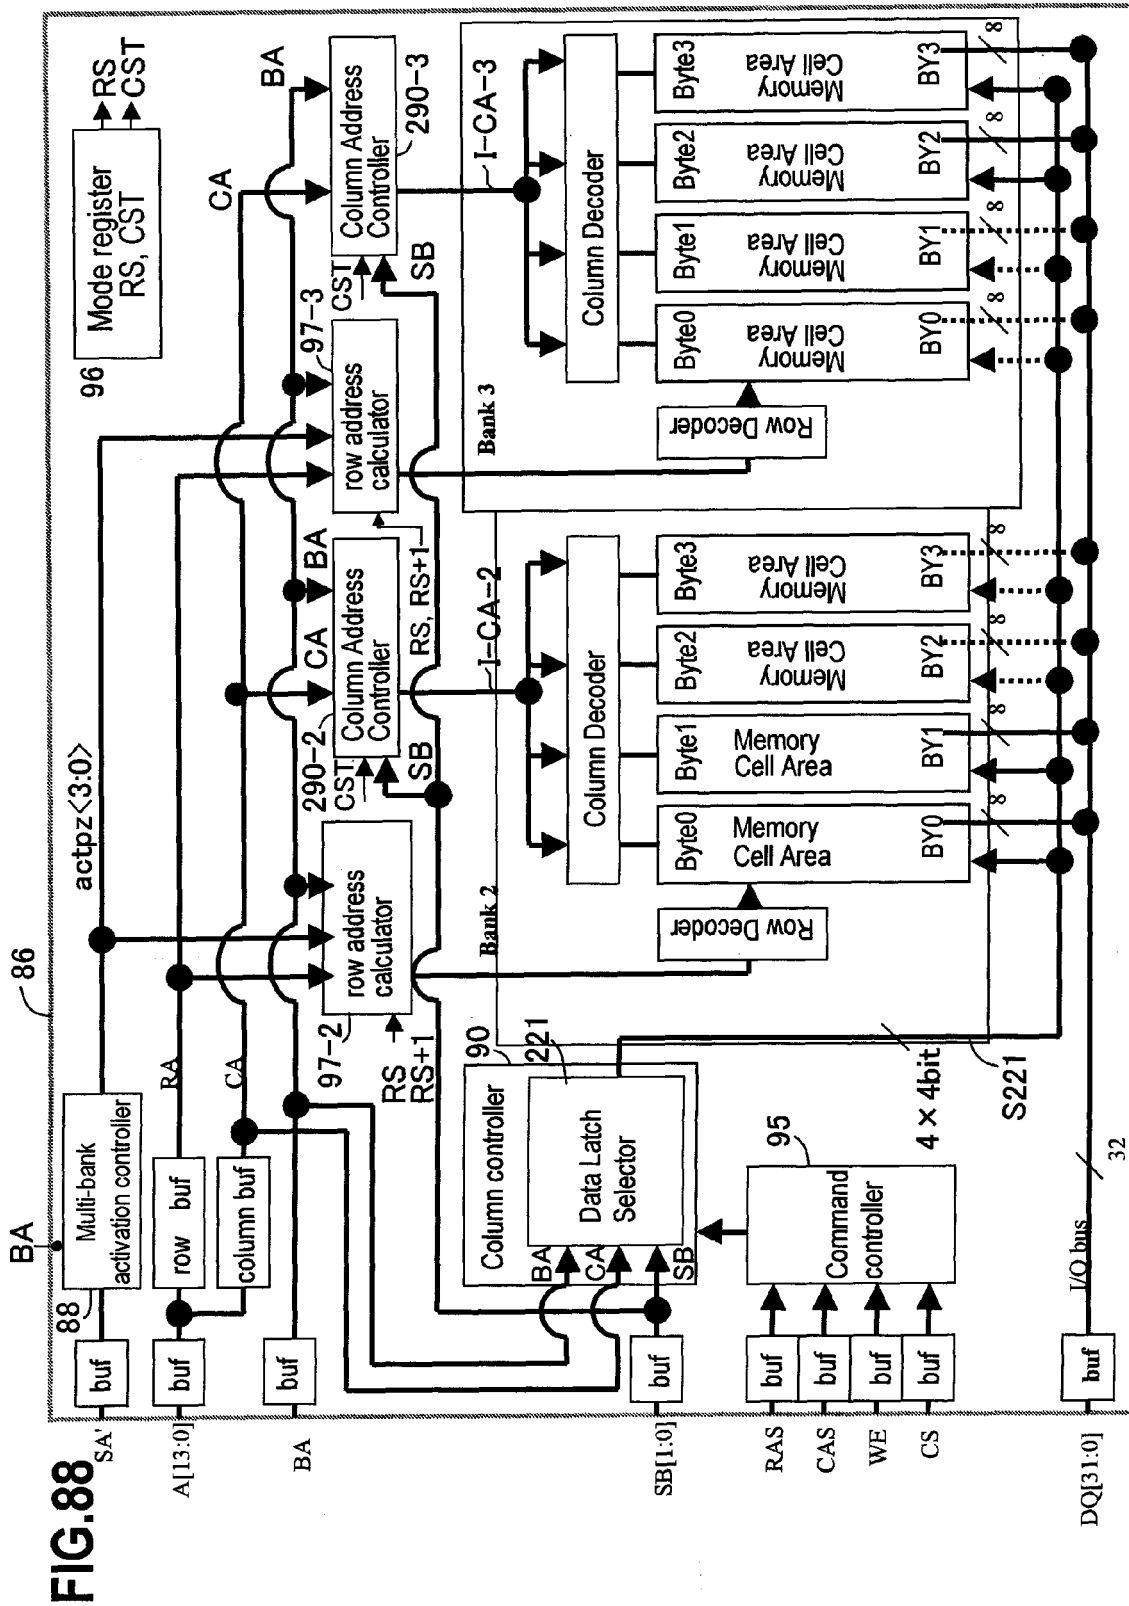 FIG.88
86
SA'
A[13:0]
BA
SB[1:0]
RAS
CAS
WE
CS
DQ[31:0]
buf
buf
buf
buf
buf
buf
buf
buf
buf
BA
88
Multi-bank
activation controller
row buf
column buf
RA
CA
actpz<3:0>
96
Mode register
RS, CST
RS
CST
97-2
row address
calculator
RS
RS+1
290-2
Column Address
Controller
CA
BA
CST
SB
97-3
row address
calculator
RS, RS+1
290-3
Column Address
Controller
CA
BA
CST
SB
I-CA-2
I-CA-3
90
Column controller
221
Data Latch
Selector
BA
CA
SB
95
Command
controller
4×4bit
S221
I/Q bus
32
Bank 2
Row Decoder
Column Decoder
Byte0
Memory
Cell Area
BY0
8
Byte1
Memory
Cell Area
BY1
8
Byte2
Memory
Cell Area
BY2
8
Byte3
Memory
Cell Area
BY3
8
Bank 3
Row Decoder
Column Decoder
Byte0
Memory
Cell Area
BY0
8
Byte1
Memory
Cell Area
BY1
8
Byte2
Memory
Cell Area
BY2
8
Byte3
Memory
Cell Area
BY3
8